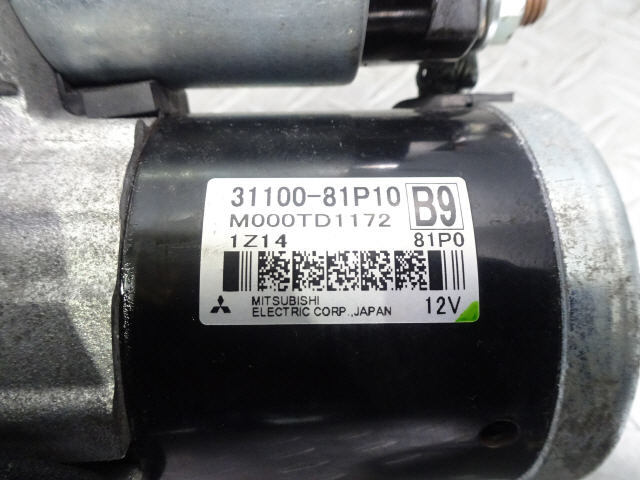 31100-81P10 B9
M000TD1172
1Z14 81P0
MITSUBISHI
ELECTRIC CORP.,JAPAN 12V